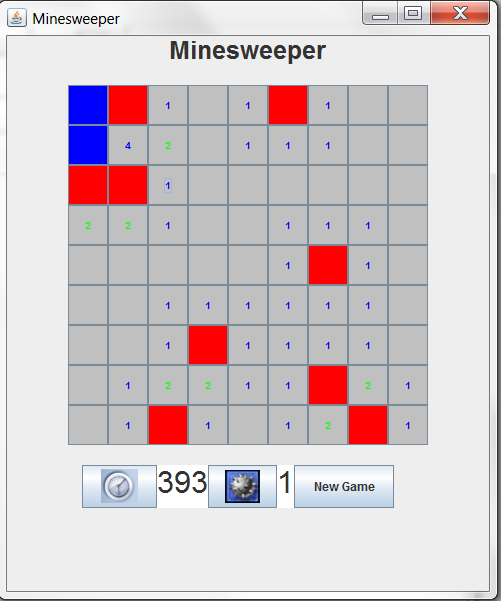 Minesweeper
Minesweeper
1 1 1
4 2 1 1 1
1
2 2 1 1 1 1
1 1
1 1 1 1 1 1
1 1 1 1 1
1 2 2 1 1 2 1
1 1 1 2 1
393 1 New Game